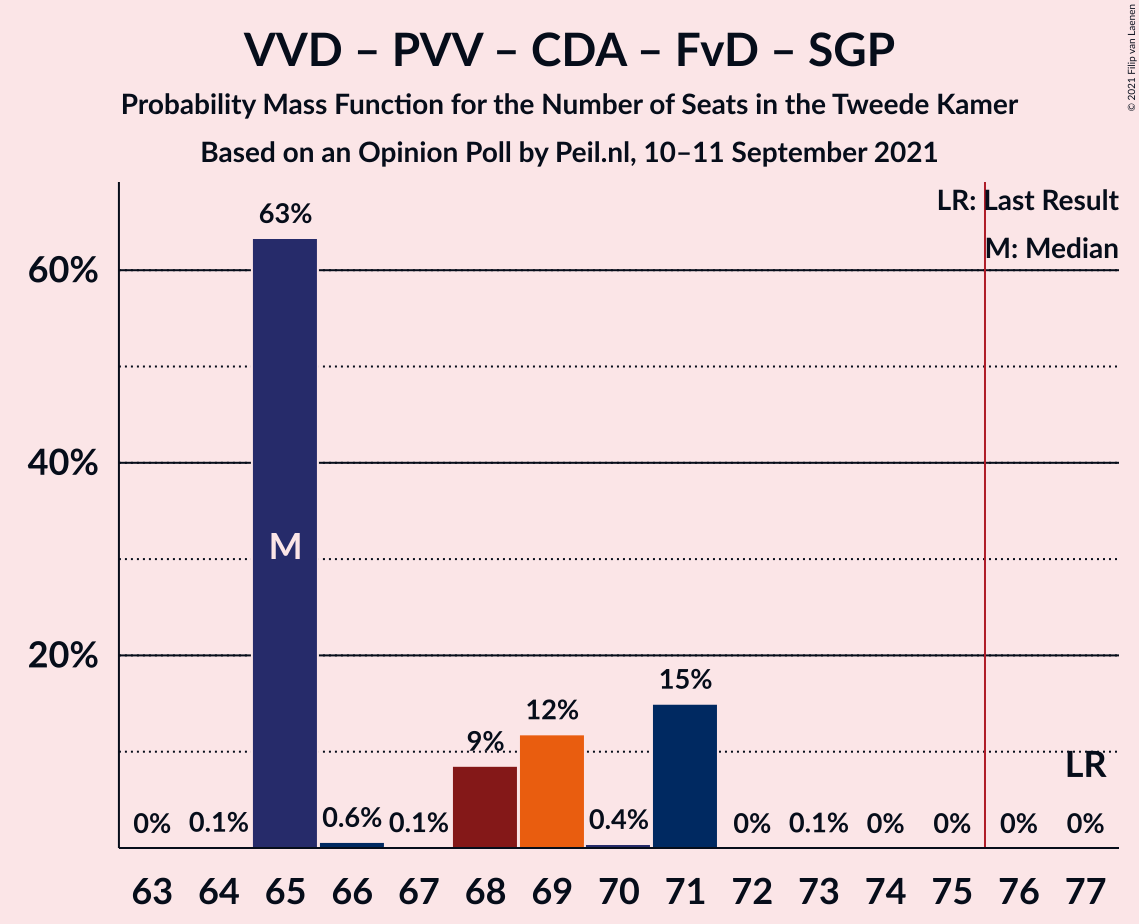 VVD – PVV – CDA – FvD – SGP
Probability Mass Function for the Number of Seats in the Tweede Kamer
Based on an Opinion Poll by Peil.nl, 10–11 September 2021
© 2021 Filip van Laenen
LR: Last Result
M: Median
60%
40%
20%
63%
M
15%
12%
9%
LR
0% 0.1% 0.6% 0.1% 0.4% 0% 0.1% 0% 0% 0% 0%
63 64 65 66 67 68 69 70 71 72 73 74 75 76 77